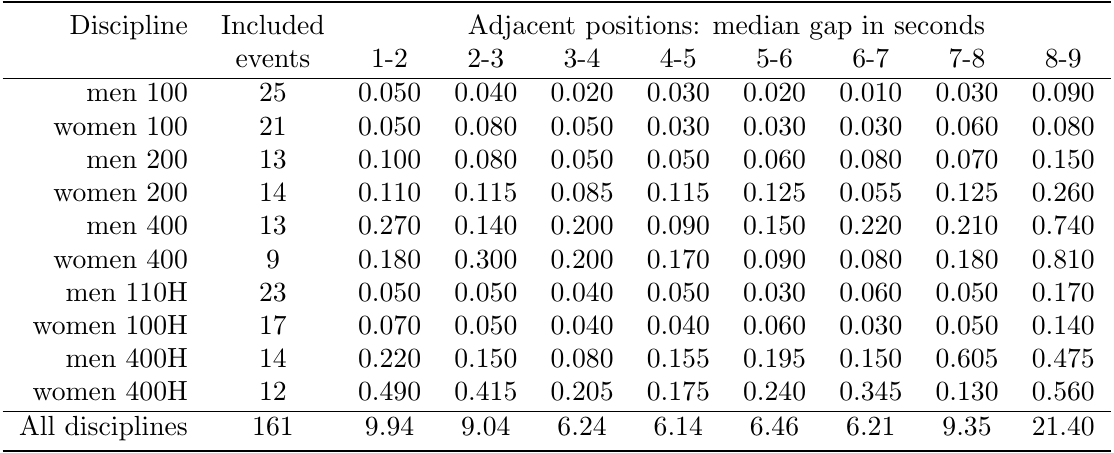 Discipline Included Adjacent positions: median gap in seconds
events 1-2 2-3 3-4 4-5 5-6 6-7 7-8 8-9
men 100 25 0.050 0.040 0.020 0.030 0.020 0.010 0.030 0.090
women 100 21 0.050 0.080 0.050 0.030 0.030 0.030 0.060 0.080
men 200 13 0.100 0.080 0.050 0.050 0.060 0.080 0.070 0.150
women 200 14 0.110 0.115 0.085 0.115 0.125 0.055 0.125 0.260
men 400 13 0.270 0.140 0.200 0.090 0.150 0.220 0.210 0.740
women 400 9 0.180 0.300 0.200 0.170 0.090 0.080 0.180 0.810
men 110H 23 0.050 0.050 0.040 0.050 0.030 0.060 0.050 0.170
women 100H 17 0.070 0.050 0.040 0.040 0.060 0.030 0.050 0.140
men 400H 14 0.220 0.150 0.080 0.155 0.195 0.150 0.605 0.475
women 400H 12 0.490 0.415 0.205 0.175 0.240 0.345 0.130 0.560
All disciplines 161 9.94 9.04 6.24 6.14 6.46 6.21 9.35 21.40